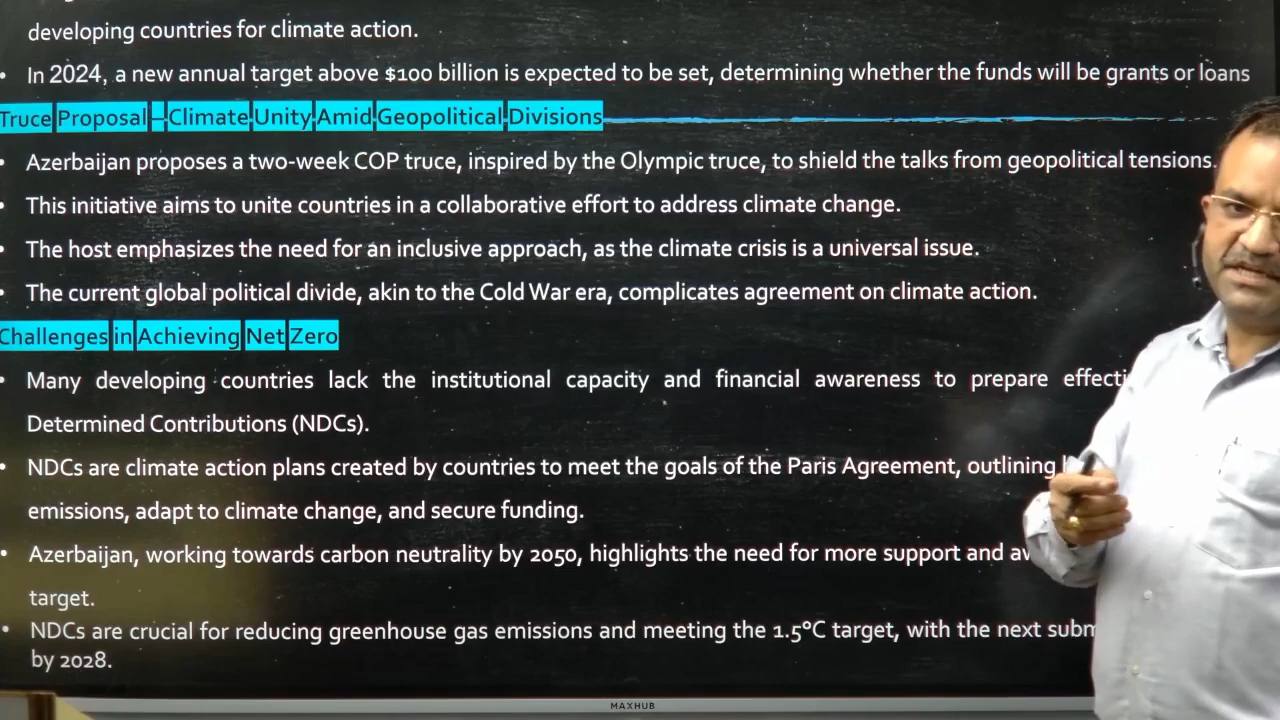 developing countries for climate action.
• In 2024, a new annual target above $100 billion is expected to be set, determining whether the funds will be grants or loans
Truce Proposal – Climate Unity Amid Geopolitical Divisions
• Azerbaijan proposes a two-week COP truce, inspired by the Olympic truce, to shield the talks from geopolitical tensions.
• This initiative aims to unite countries in a collaborative effort to address climate change.
• The host emphasizes the need for an inclusive approach, as the climate crisis is a universal issue.
• The current global political divide, akin to the Cold War era, complicates agreement on climate action.
Challenges in Achieving Net Zero
• Many developing countries lack the institutional capacity and financial awareness to prepare
Determined Contributions (NDCs).
• NDCs are climate action plans created by countries to meet the goals of the Paris Agreement, outlining
emissions, adapt to climate change, and secure funding.
• Azerbaijan, working towards carbon neutrality by 2050, highlights the need for more support and
target.
• NDCs are crucial for reducing greenhouse gas emissions and meeting the 1.5°C target, with the next
by 2028.
MAXHUB